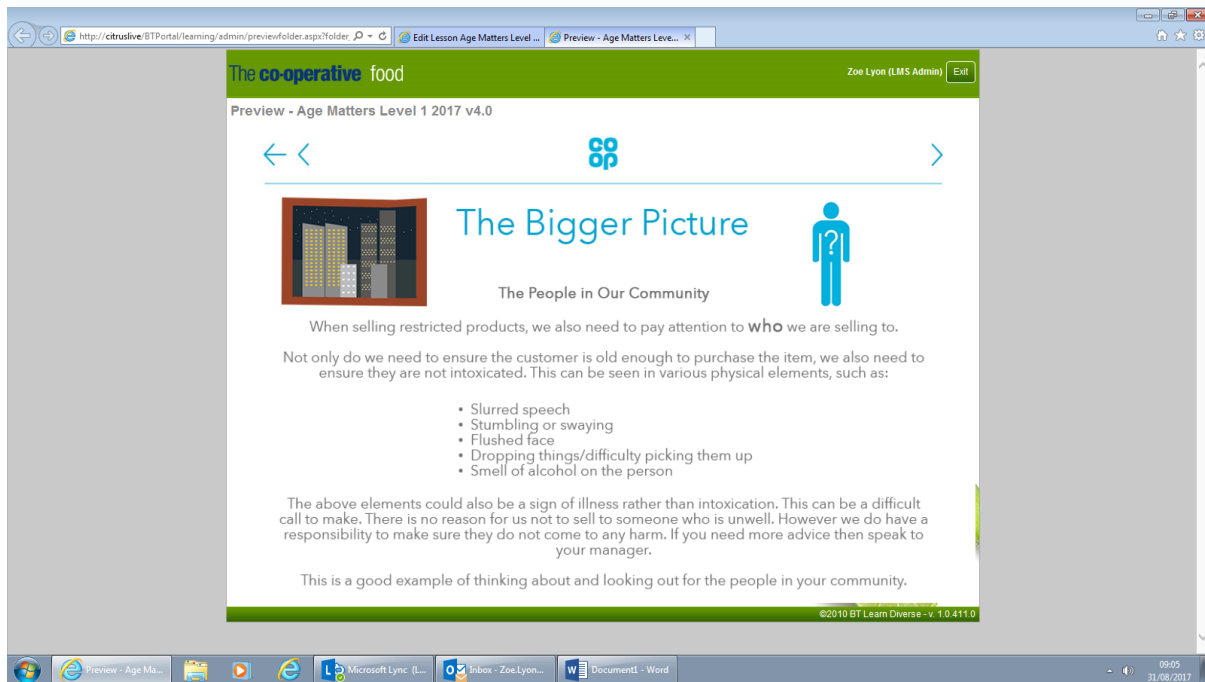 http://citruslive/BTPortal/learning/admin/previewfolder.aspx?folder
Edit Lesson Age Matters Level ...
Preview - Age Matters Leve...
The co-operative food
Zoe Lyon (LMS Admin)
Exit
Preview - Age Matters Level 1 2017 v4.0
CO
OP
The Bigger Picture
?
The People in Our Community
When selling restricted products, we also need to pay attention to who we are selling to.
Not only do we need to ensure the customer is old enough to purchase the item, we also need to
ensure they are not intoxicated. This can be seen in various physical elements, such as:
• Slurred speech
• Stumbling or swaying
• Flushed face
• Dropping things/difficulty picking them up
• Smell of alcohol on the person
The above elements could also be a sign of illness rather than intoxication. This can be a difficult
call to make. There is no reason for us not to sell to someone who is unwell. However we do have a
responsibility to make sure they do not come to any harm. If you need more advice then speak to
your manager.
This is a good example of thinking about and looking out for the people in your community.
©2010 BT Learn Diverse - v. 1.0.411.0
Preview - Age Ma...
Microsoft Lync (L...
Inbox - Zoe.Lyon...
Document1 - Word
09:05
31/08/2017